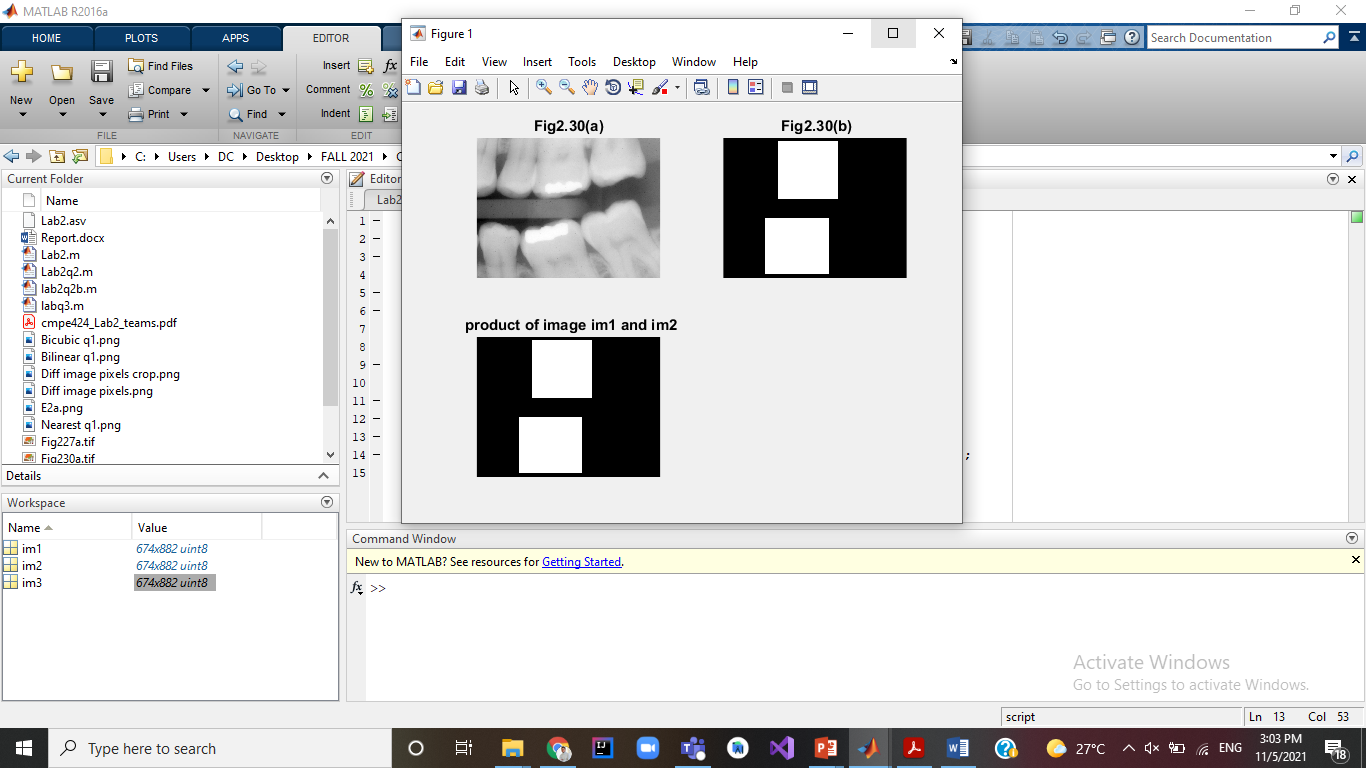 MATLAB R2016a
HOME PLOTS APPS EDITOR
Search Documentation
New Open Save
Find Files
Compare
Print
Go To
Find
Insert
Comment
Indent
FILE NAVIGATE EDIT
C: Users DC Desktop FALL 2021
Figure 1
File Edit View Insert Tools Desktop Window Help
Fig2.30(a)
Fig2.30(b)
product of image im1 and im2
Current Folder
Name
Lab2.asv
Report.docx
Lab2.m
Lab2q2.m
lab2q2b.m
labq3.m
cmpe424_Lab2_teams.pdf
Bicubic q1.png
Bilinear q1.png
Diff image pixels crop.png
Diff image pixels.png
E2a.png
Nearest q1.png
Fig227a.tif
Fig230a.tif
Details
Workspace
Name Value
im1 674x882 uint8
im2 674x882 uint8
im3 674x882 uint8
Editor
Lab2
1 –
2 –
3 –
4 –
5 –
6 –
7
8 –
9 –
10
11 –
12 –
13 –
14 – ;
15
Command Window
New to MATLAB? See resources for Getting Started.
fx >>
Activate Windows
Go to Settings to activate Windows.
script Ln 13 Col 53
Type here to search
27°C ENG
3:03 PM
11/5/2021
18